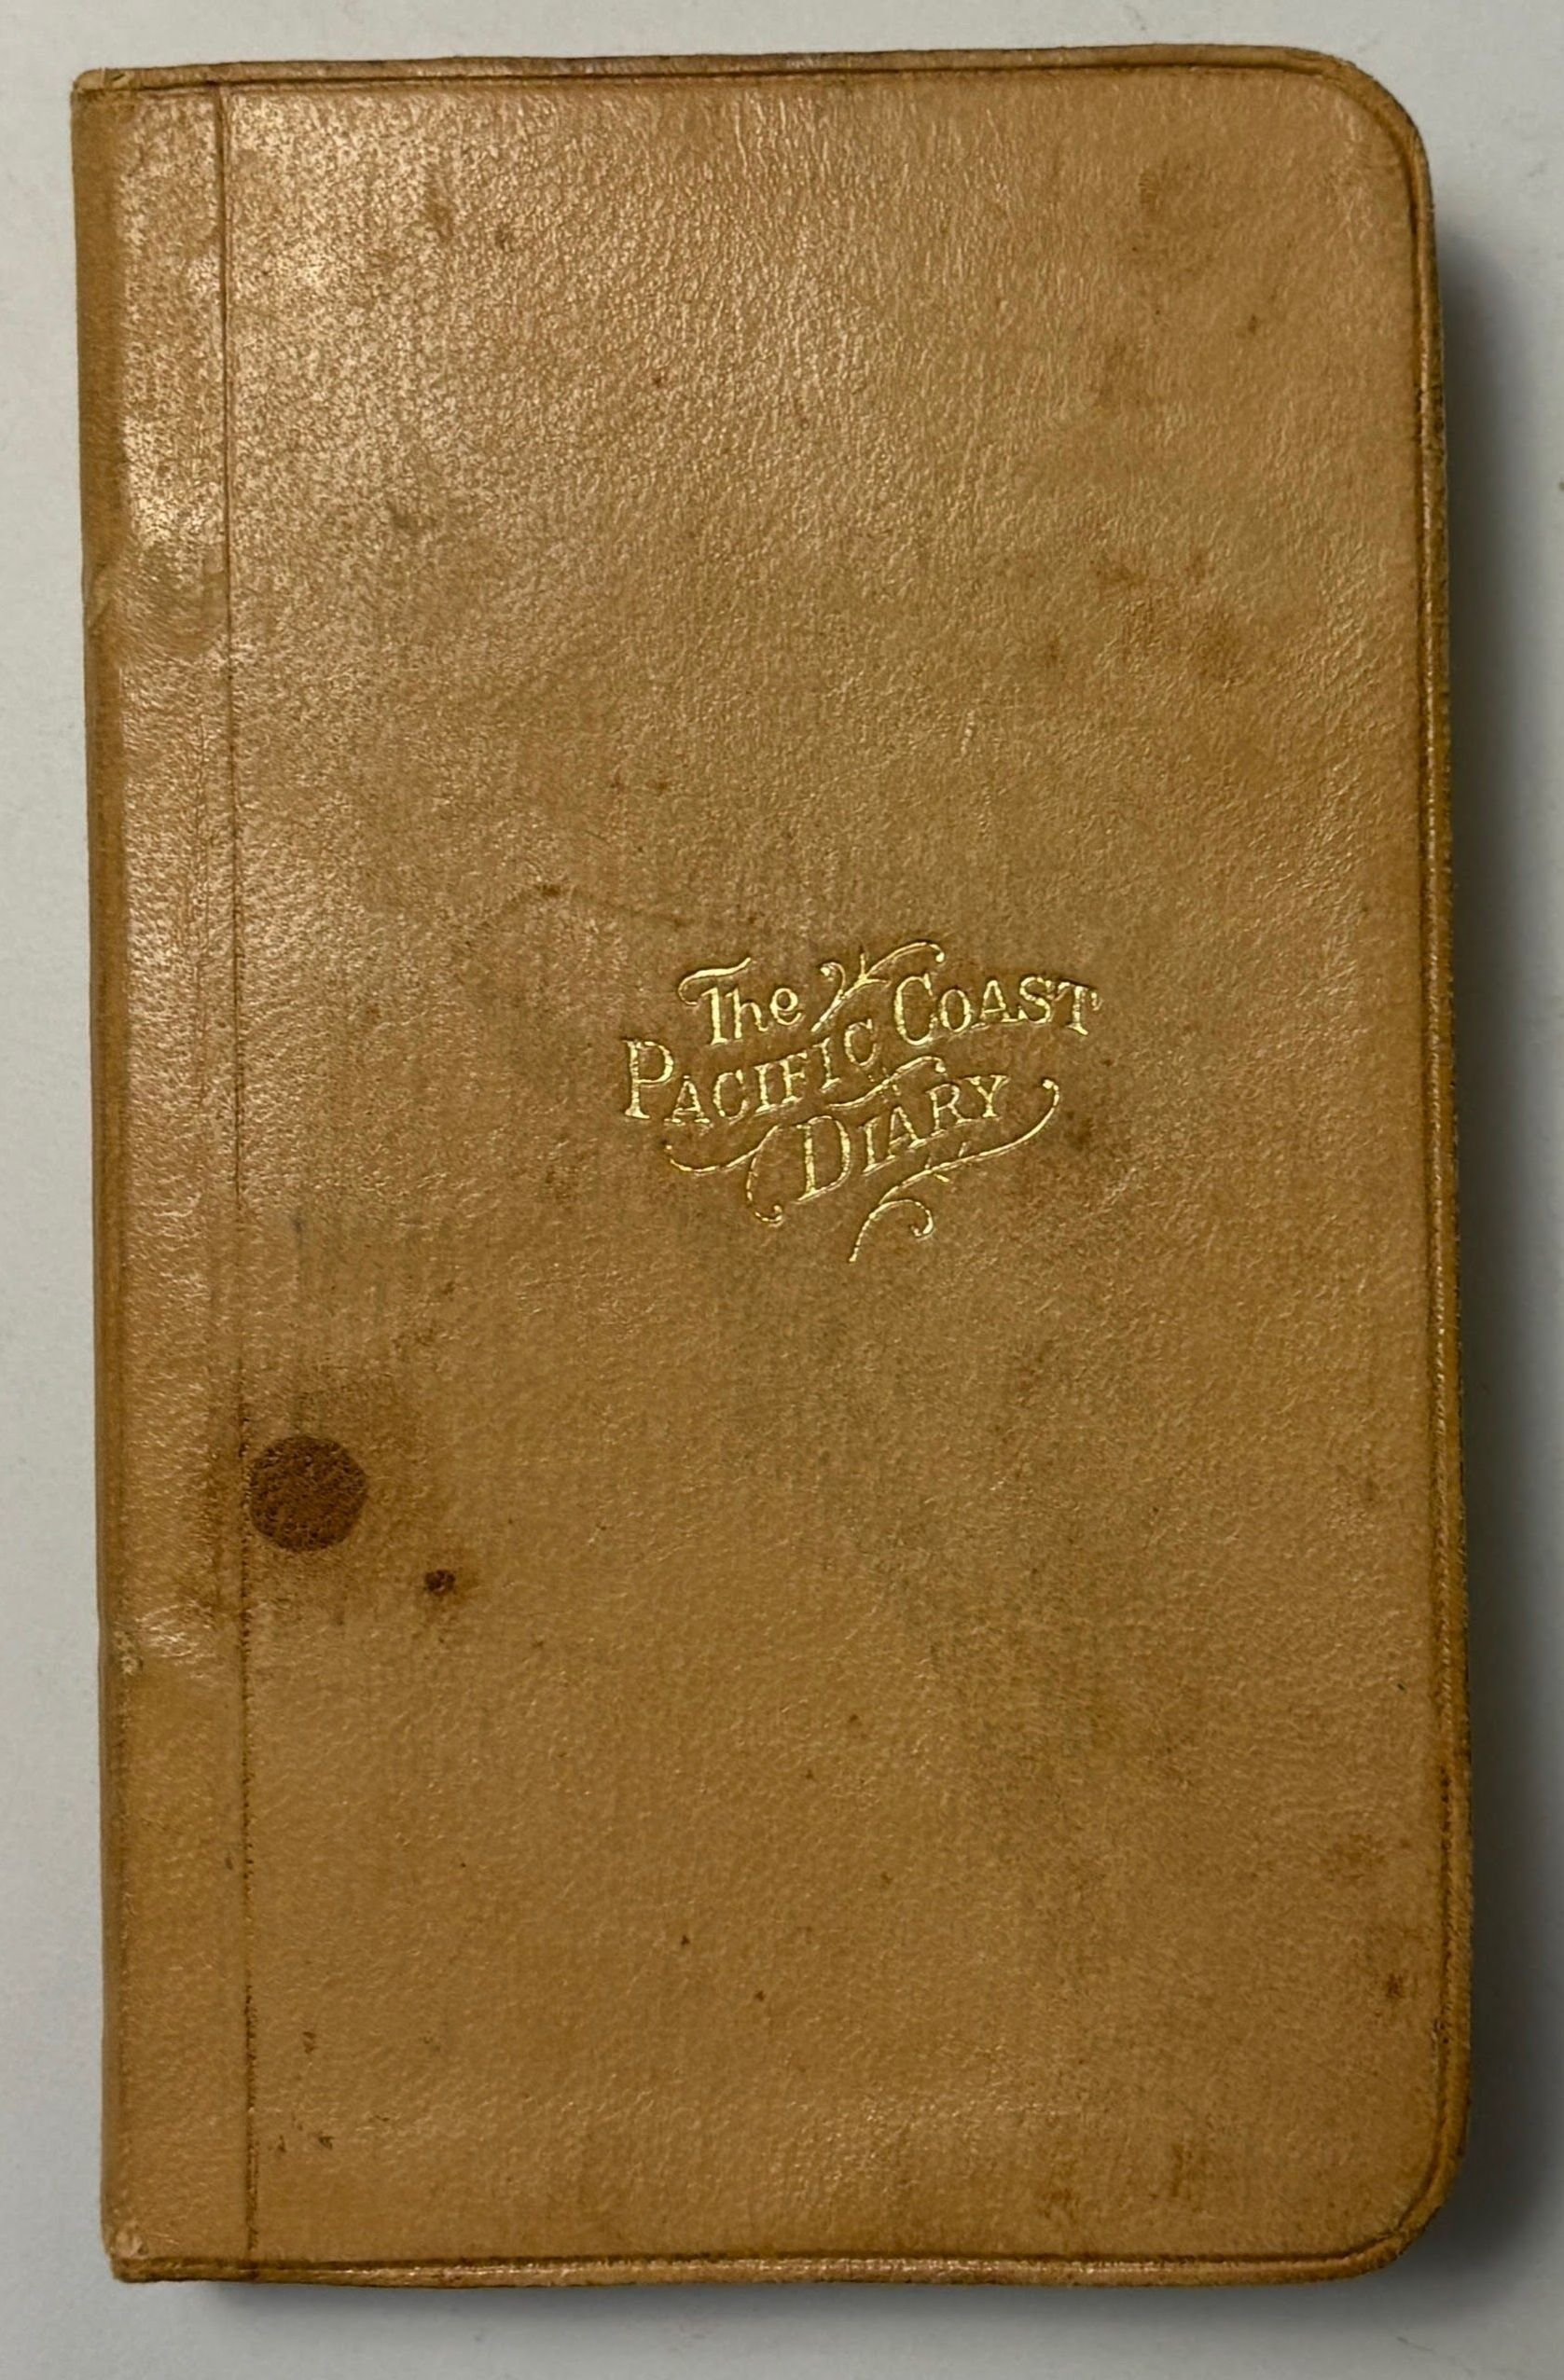 The
Pacific Coast
Diary